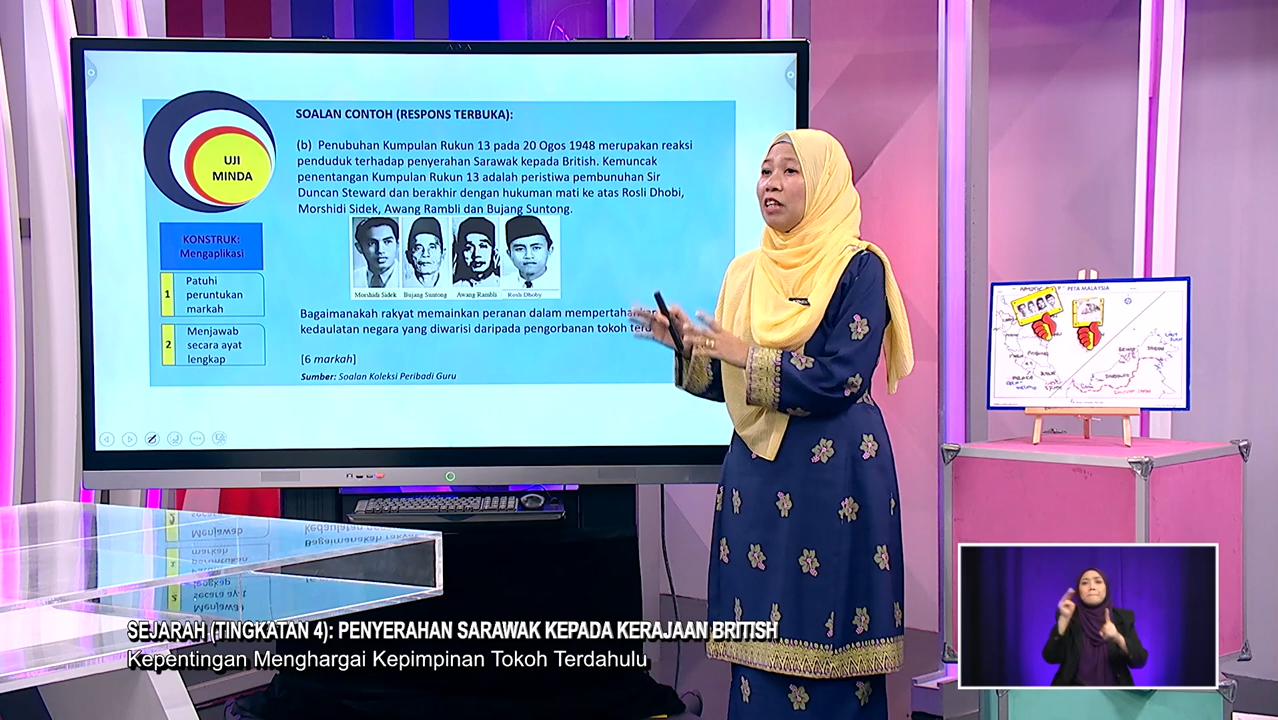 SOALAN CONTOH (RESPONS TERBUKA):
UJI
MINDA
(b) Penubuhan Kumpulan Rukun 13 pada 20 Ogos 1948 merupakan reaksi
penduduk terhadap penyerahan Sarawak kepada British. Kemuncak
penentangan Kumpulan Rukun 13 adalah peristiwa pembunuhan Sir
Duncan Steward dan berakhir dengan hukuman mati ke atas Rosli Dhobi,
Morshidi Sidek, Awang Rambli dan Bujang Suntong.
KONSTRUK:
Mengaplikasi
1 Patuhi
peruntukan
markah
2 Menjawab
secara ayat
lengkap
Morshidi Sidek Bujang Suntong Awang Rambli Rosli Dhoby
rakyat memainkan peranan dalam
kedaulatan negara yang diwarisi daripada pengorbanan tokoh
[6 markah]
Sumber: Soalan Koleksi Peribadi Guru
PETA MALAYSIA
SEJARAH (TINGKATAN 4): PENYERAHAN SARAWAK KEPADA KERAJAAN BRITISH
Kepentingan Menghargai Kepimpinan Tokoh Terdahulu